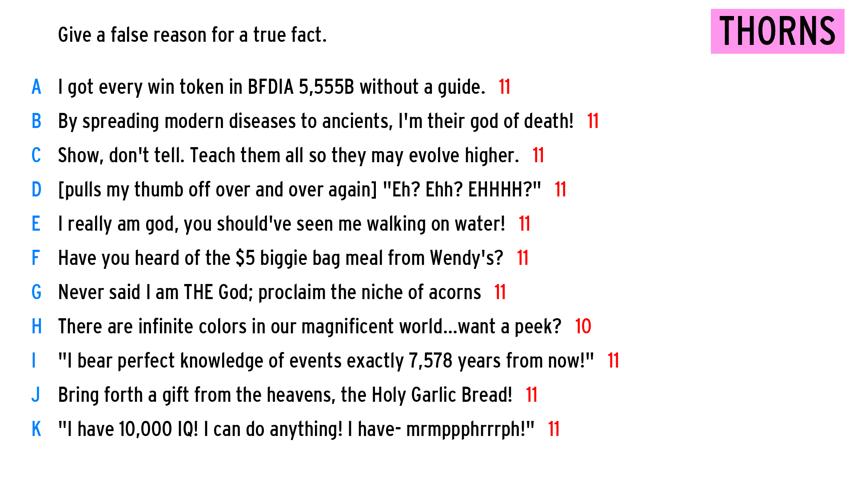 Give a false reason for a true fact.
THORNS
A I got every win token in BFDIA 5,555B without a guide. 11
B By spreading modern diseases to ancients, I'm their god of death! 11
C Show, don't tell. Teach them all so they may evolve higher. 11
D [pulls my thumb off over and over again] "Eh? Ehh? EHHHH?" 11
E I really am god, you should've seen me walking on water! 11
F Have you heard of the $5 biggie bag meal from Wendy's? 11
G Never said I am THE God; proclaim the niche of acorns 11
H There are infinite colors in our magnificent world...want a peek? 10
I "I bear perfect knowledge of events exactly 7,578 years from now!" 11
J Bring forth a gift from the heavens, the Holy Garlic Bread! 11
K "I have 10,000 IQ! I can do anything! I have- mrmppphrrrph!" 11